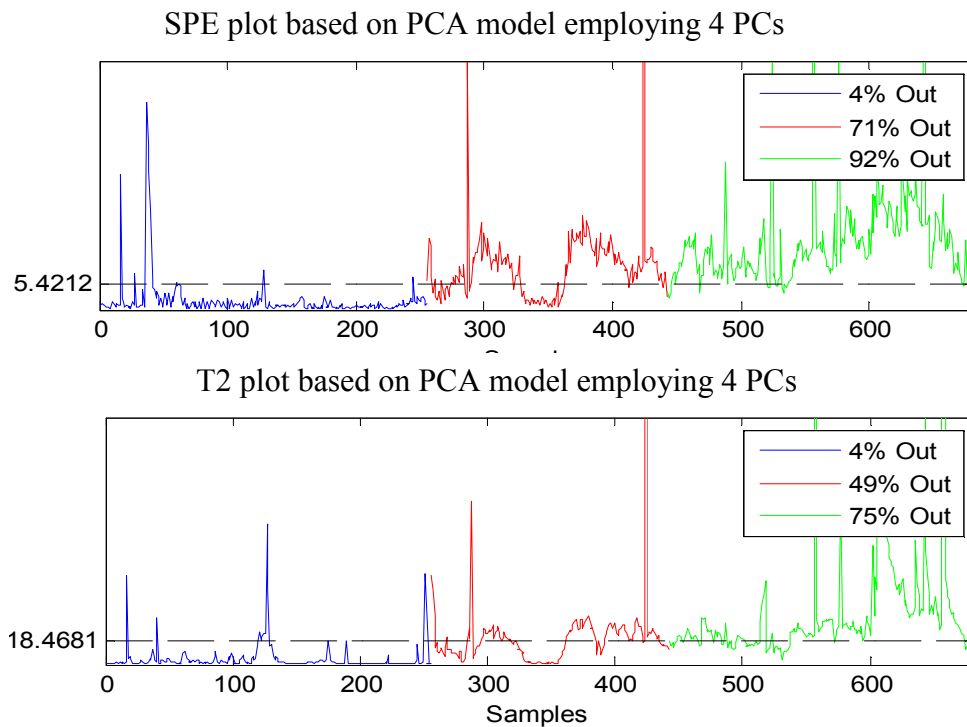 SPE plot based on PCA model employing 4 PCs
4% Out
71% Out
92% Out
5.4212
0 100 200 300 400 500 600
T2 plot based on PCA model employing 4 PCs
4% Out
49% Out
75% Out
18.4681
0 100 200 300 400 500 600
Samples